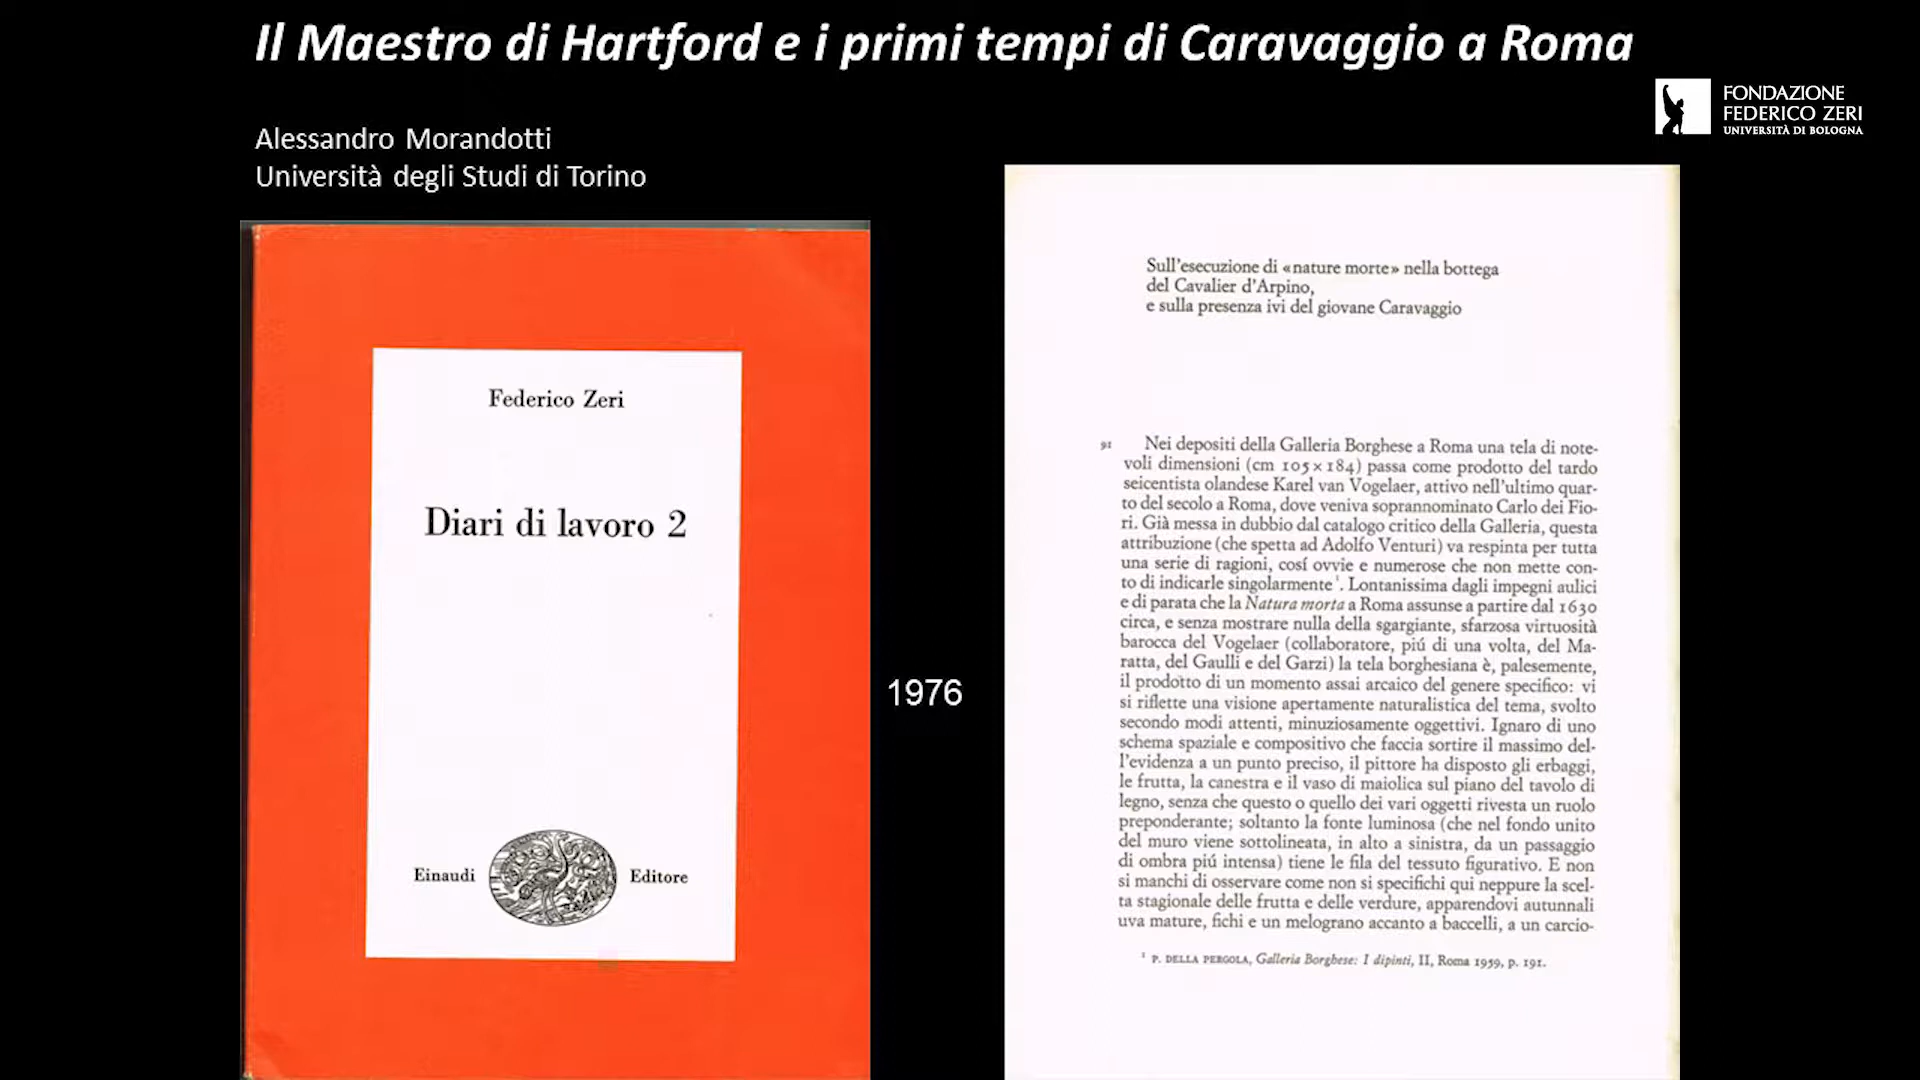 Il Maestro di Hartford e i primi tempi di Caravaggio a Roma
FONDAZIONE
FEDERICO ZERI
UNIVERSITÀ DI BOLOGNA
Alessandro Morandotti
Università degli Studi di Torino
Federico Zeri
Diari di lavoro 2
Einaudi Editore
1976
Sull'esecuzione di «nature morte» nella bottega
del Cavalier d'Arpino,
e sulla presenza ivi del giovane Caravaggio
91 Nei depositi della Galleria Borghese a Roma una tela di note-
voli dimensioni (cm 105×184) passa come prodotto del tardo
seicentista olandese Karel van Vogelaer, attivo nell'ultimo quar-
to del secolo a Roma, dove veniva soprannominato Carlo dei Fio-
ri. Già messa in dubbio dal catalogo critico della Galleria, questa
attribuzione (che spetta ad Adolfo Venturi) va respinta per tutta
una serie di ragioni, cosí ovvie e numerose che non mette con-
to di indicarle singolarmente¹. Lontanissima dagli impegni aulici
e di parata che la Natura morta a Roma assunse a partire dal 1630
circa, e senza mostrare nulla della sgargiante, sfarzosa virtuosità
barocca del Vogelaer (collaboratore, piú di una volta, del Ma-
ratta, del Gaulli e del Garzi) la tela borghesiana è, palesemente,
il prodotto di un momento assai arcaico del genere specifico: vi
si riflette una visione apertamente naturalistica del tema, svolto
secondo modi attenti, minuziosamente oggettivi. Ignaro di uno
schema spaziale e compositivo che faccia sortire il massimo del-
l'evidenza a un punto preciso, il pittore ha disposto gli erbaggi,
le frutta, la canestra e il vaso di maiolica sul piano del tavolo di
legno, senza che questo o quello dei vari oggetti rivesta un ruolo
preponderante; soltanto la fonte luminosa (che nel fondo unito
del muro viene sottolineata, in alto a sinistra, da un passaggio
di ombra piú intensa) tiene le fila del tessuto figurativo. E non
si manchi di osservare come non si specifichi qui neppure la scel-
ta stagionale delle frutta e delle verdure, apparendovi autunnali
uva mature, fichi e un melograno accanto a baccelli, a un carcio-
¹ P. DELLA PERGOLA, Galleria Borghese: I dipinti, II, Roma 1959, p. 191.